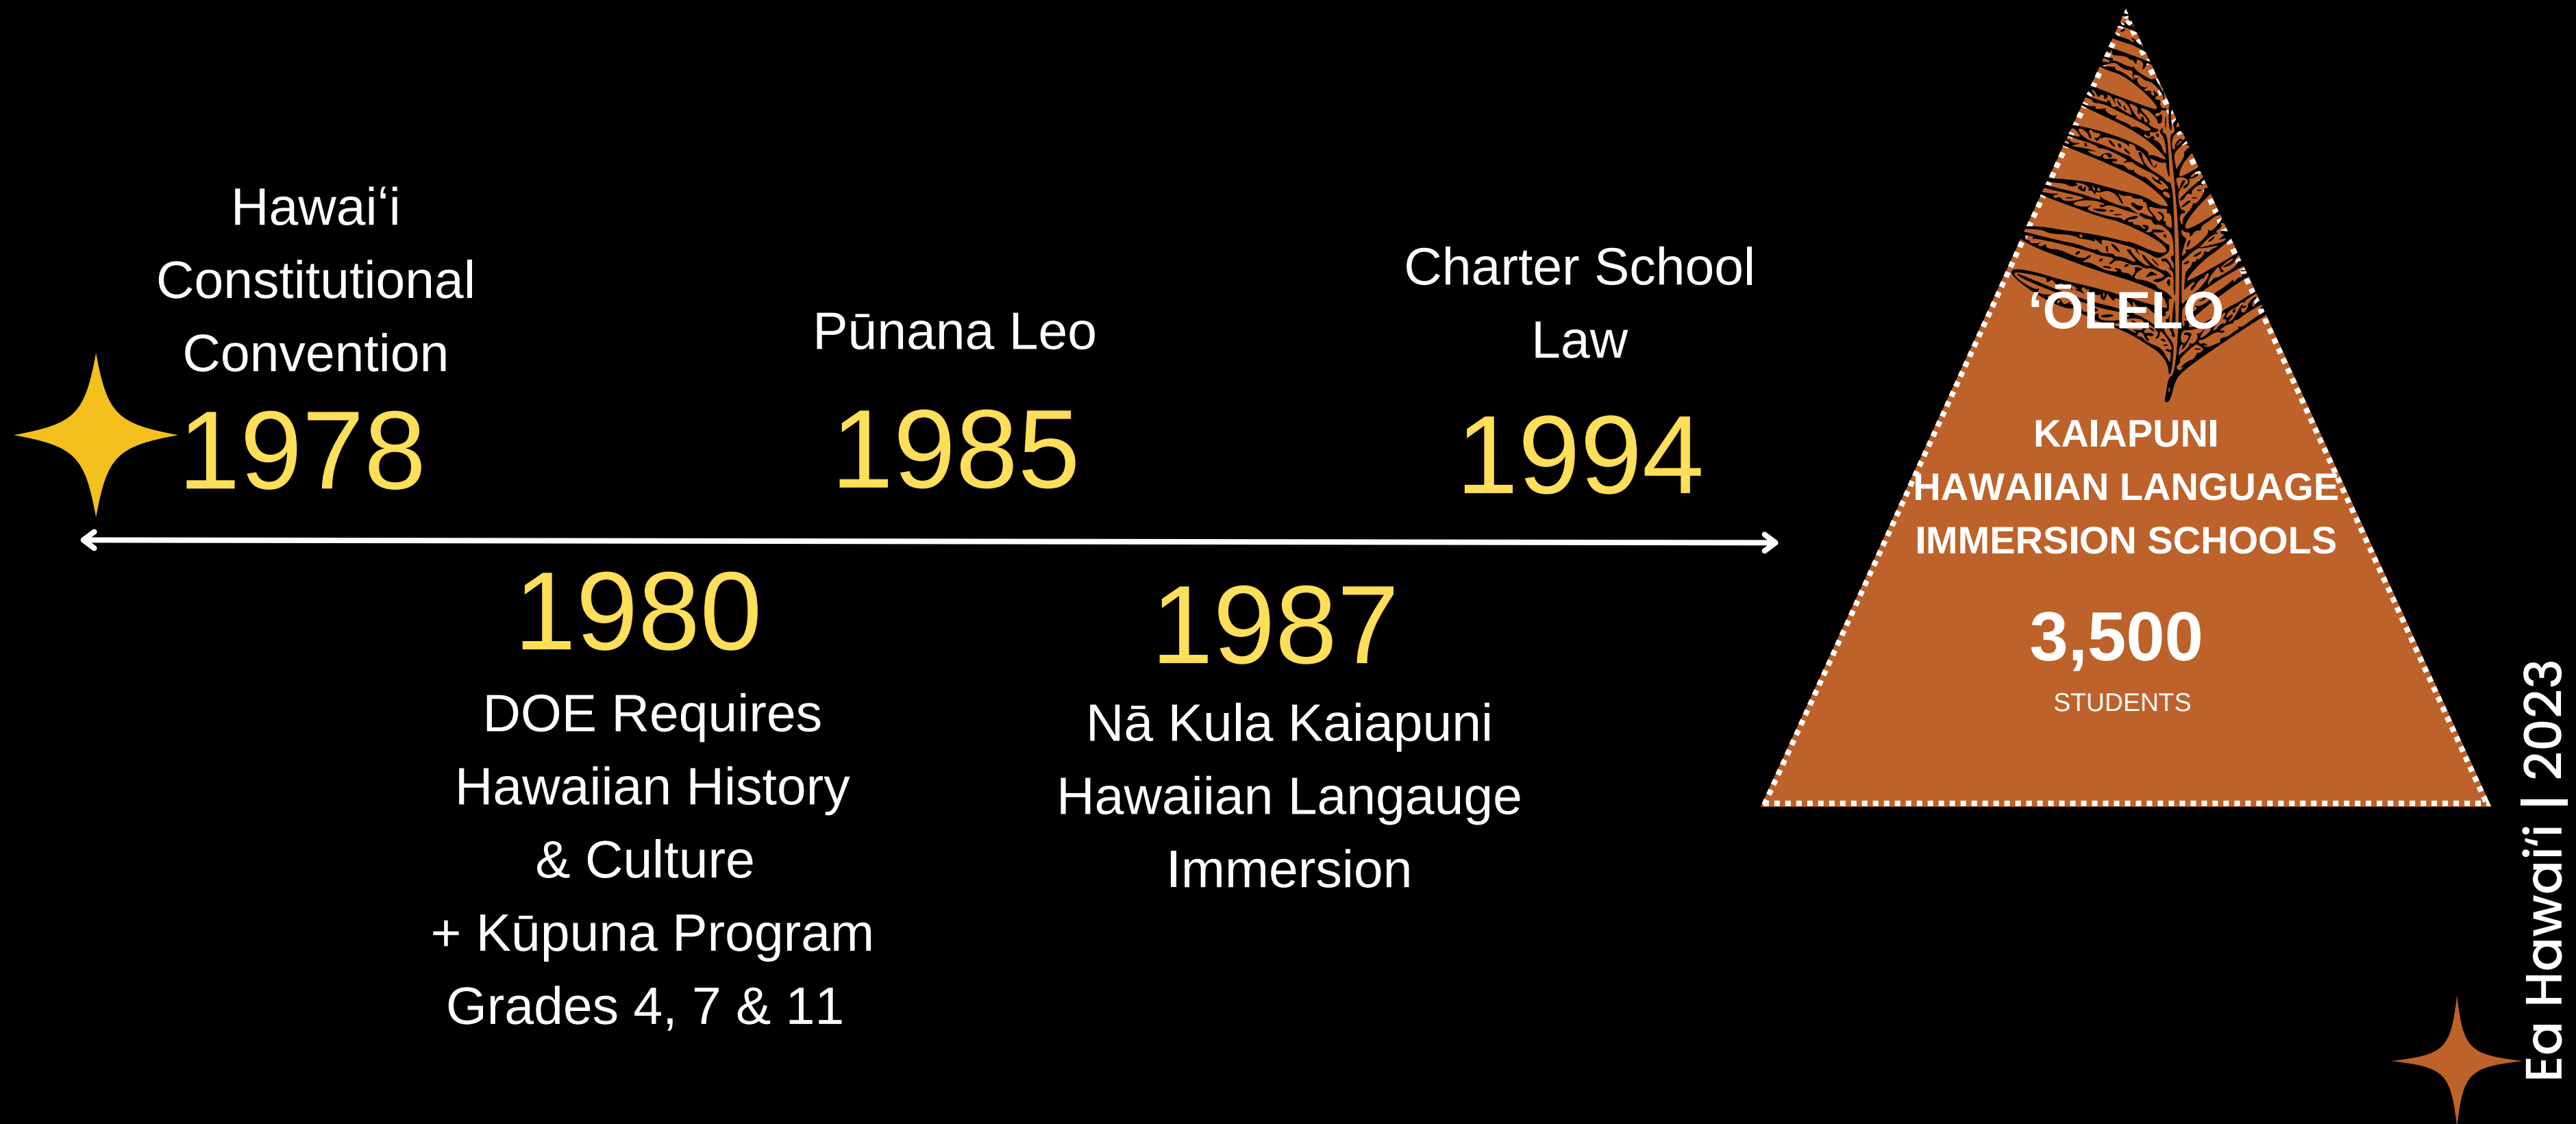 Hawaiʻi
Constitutional
Convention
1978
1980
DOE Requires
Hawaiian History
& Culture
+ Kūpuna Program
Grades 4, 7 & 11
Pūnana Leo
1985
1987
Nā Kula Kaiapuni
Hawaiian Langauge
Immersion
Charter School
Law
1994
ʻŌLELO
KAIAPUNI
HAWAIIAN LANGUAGE
IMMERSION SCHOOLS
3,500
STUDENTS
Ea Hawaiʻi | 2023